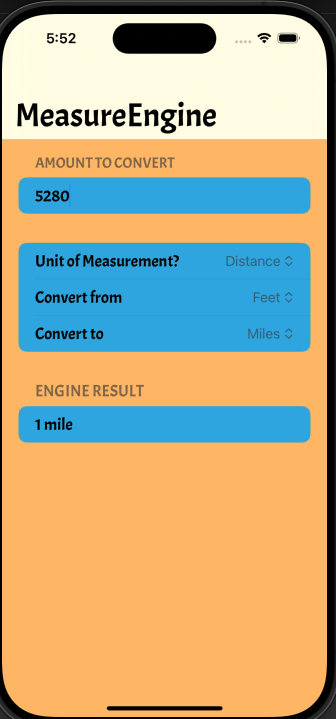 5:52
MeasureEngine
AMOUNT TO CONVERT
5280
Unit of Measurement? Distance
Convert from Feet
Convert to Miles
ENGINE RESULT
1 mile